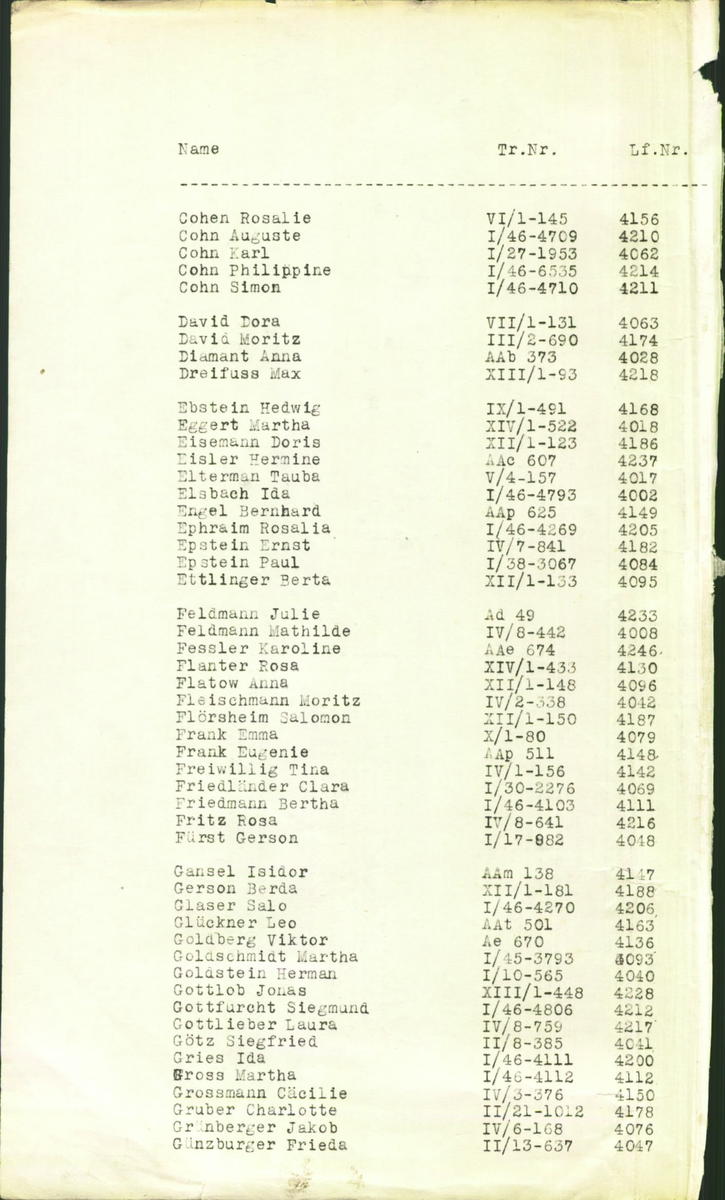 Name Tr.Nr. Lf.Nr.
Cohen Rosalie VI/1-145 4156
Cohn Auguste I/46-4709 4210
Cohn Karl I/27-1953 4062
Cohn Philippine I/46-6535 4214
Cohn Simon I/46-4710 4211
David Dora VII/1-131 4063
David Moritz III/2-690 4174
Diamant Anna AAb 373 4028
Dreifuss Max XIII/1-93 4218
Ebstein Hedwig IX/1-491 4168
Eggert Martha XIV/1-522 4018
Eisemann Doris XII/1-123 4186
Eisler Hermine AAc 607 4237
Elterman Tauba V/4-157 4017
Elsbach Ida I/46-4793 4002
Engel Bernhard AAp 625 4149
Ephraim Rosalia I/46-4269 4205
Epstein Ernst IV/7-841 4182
Epstein Paul I/38-3067 4084
Ettlinger Berta XII/1-133 4095
Feldmann Julie Ad 49 4233
Feldmann Mathilde IV/8-442 4008
Fessler Karoline AAe 674 4246
Flanter Rosa XIV/1-433 4130
Flatow Anna XII/1-148 4096
Fleischmann Moritz IV/2-338 4042
Flörsheim Salomon XII/1-150 4187
Frank Emma X/1-80 4079
Frank Eugenie AAp 511 4148
Freiwillig Tina IV/1-156 4142
Friedländer Clara I/30-2276 4069
Friedmann Bertha I/46-4103 4111
Fritz Rosa IV/8-641 4216
Fürst Gerson I/17-882 4048
Gansel Isidor AAm 138 4147
Gerson Berda XII/1-181 4188
Glaser Salo I/46-4270 4206
Glückner Leo AAt 501 4163
Goldberg Viktor Ae 670 4136
Goldschmidt Martha I/45-3793 4093
Goldstein Herman I/10-565 4040
Gottlob Jonas XIII/1-448 4228
Gottfurcht Siegmund I/46-4806 4212
Gottlieber Laura IV/8-759 4217
Götz Siegfried II/8-385 4041
Gries Ida I/46-4111 4200
Gross Martha I/46-4112 4112
Grossmann Cäcilie IV/3-376 4150
Gruber Charlotte II/21-1012 4178
Grünberger Jakob IV/6-168 4076
Günzburger Frieda II/13-637 4047